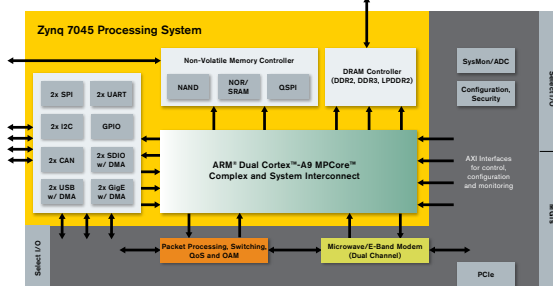 Zynq 7045 Processing System
Non-Volatile Memory Controller
NAND
NOR/
SRAM
QSPI
DRAM Controller
(DDR2, DDR3, LPDDR2)
SysMon/ADC
Configuration,
Security
Select I/O
2x SPI
2x UART
2x I2C
GPIO
2x CAN
2x SDIO
w/ DMA
2x USB
w/ DMA
2x GigE
w/ DMA
ARM® Dual Cortex™-A9 MPCore™
Complex and System Interconnect
AXI Interfaces
for control,
configuration
and monitoring
Select I/O
Packet Processing, Switching,
QoS and OAM
Microwave/E-Band Modem
(Dual Channel)
PCIe